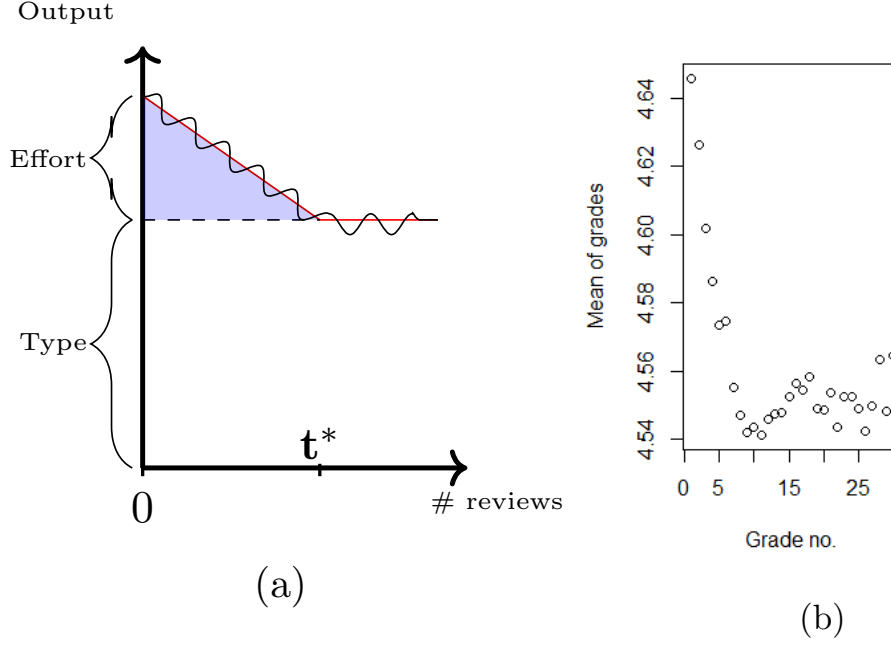 Output
Effort
Type
t*
0
# reviews
(a)
Mean of grades
4.64
4.62
4.60
4.58
4.56
4.54
0 5 15 25
Grade no.
(b)